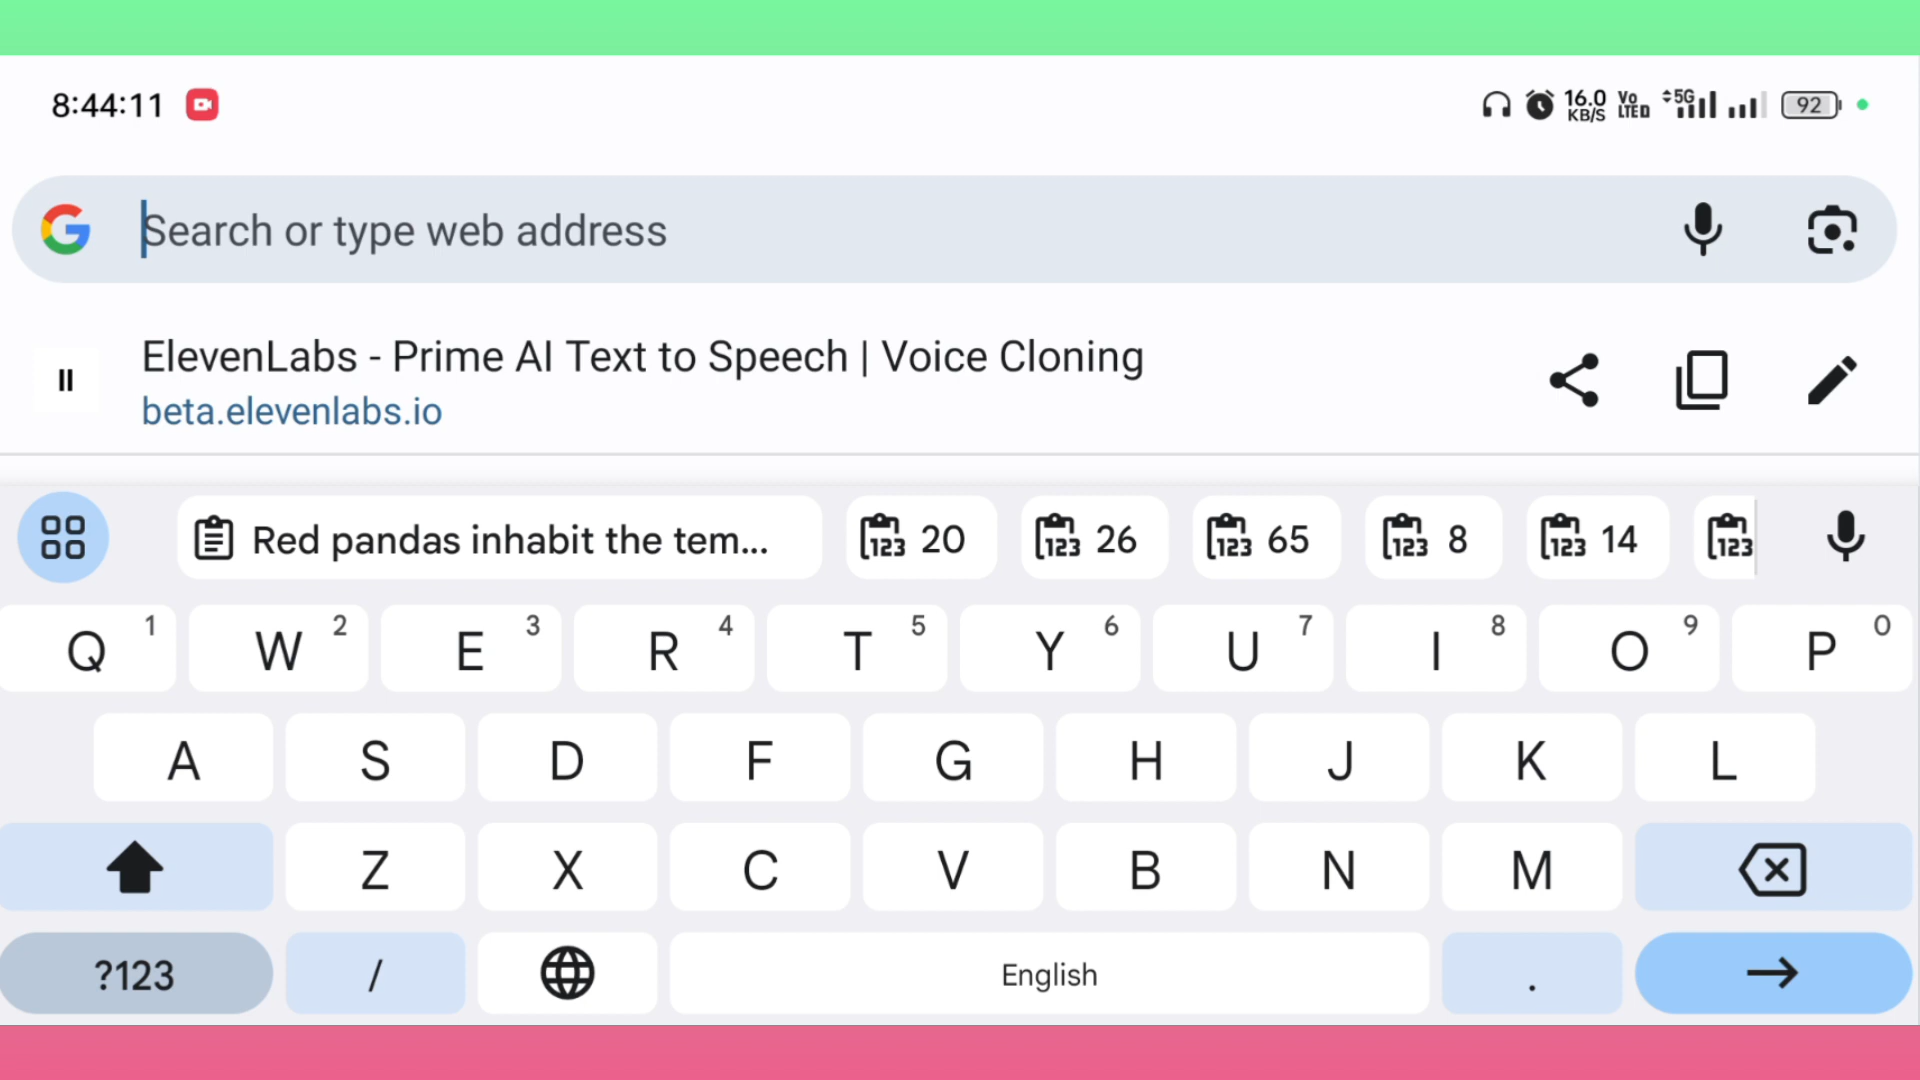 8:44:11 16.0 KB/S Vo LTE 5G 92
Search or type web address
ElevenLabs - Prime AI Text to Speech | Voice Cloning
beta.elevenlabs.io
Red pandas inhabit the tem... 123 20 123 26 123 65 123 8 123 14 123
Q 1 W 2 E 3 R 4 T 5 Y 6 U 7 I 8 O 9 P 0
A S D F G H J K L
Z X C V B N M
?123 / English .